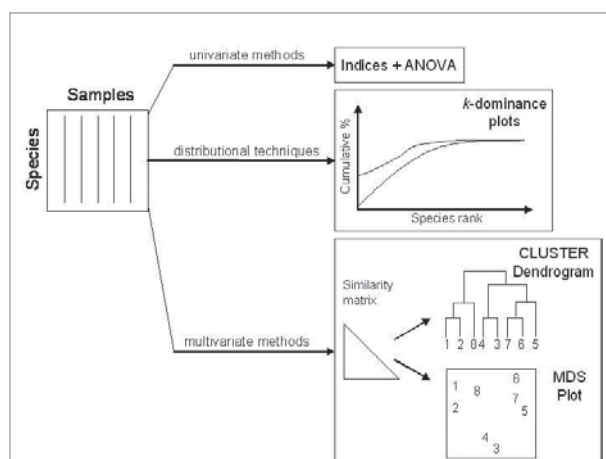 univariate methods
Indices + ANOVA
Samples
Species
distributional techniques
k-dominance
plots
Cumulative %
Species rank
multivariate methods
Similarity
matrix
CLUSTER
Dendrogram
1 2 8 4 3 7 6 5
MDS
Plot
1
8
6
2
7
5
4
3